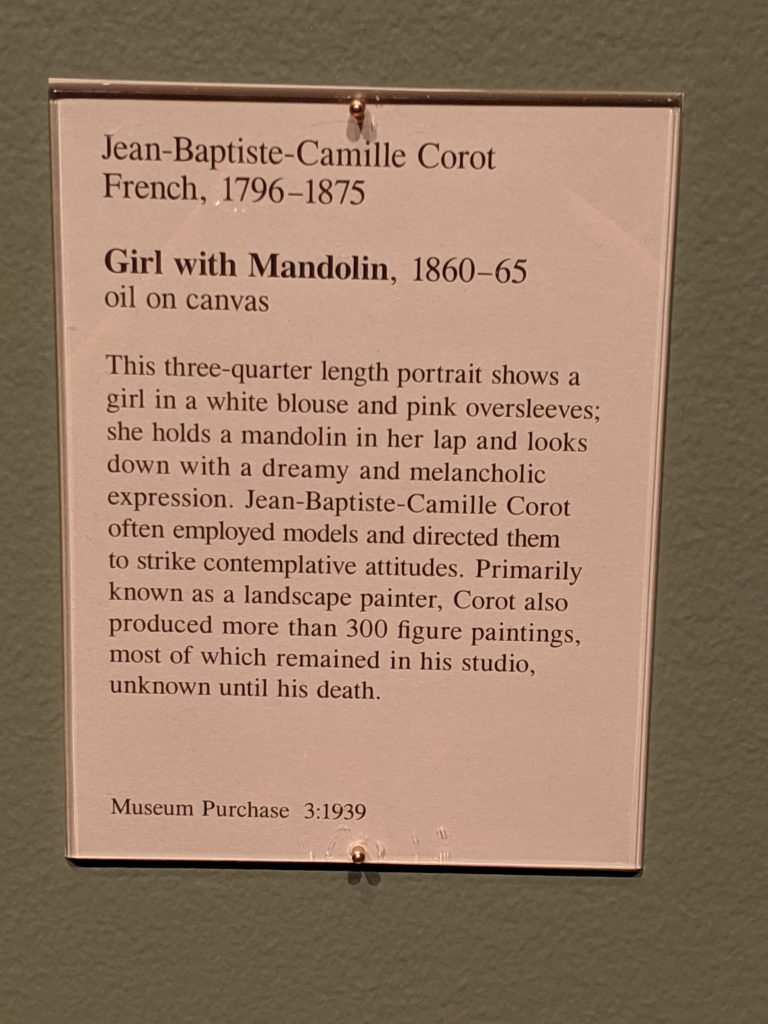 Jean-Baptiste-Camille Corot
French, 1796–1875
Girl with Mandolin, 1860–65
oil on canvas
This three-quarter length portrait shows a
girl in a white blouse and pink oversleeves;
she holds a mandolin in her lap and looks
down with a dreamy and melancholic
expression. Jean-Baptiste-Camille Corot
often employed models and directed them
to strike contemplative attitudes. Primarily
known as a landscape painter, Corot also
produced more than 300 figure paintings,
most of which remained in his studio,
unknown until his death.
Museum Purchase 3:1939